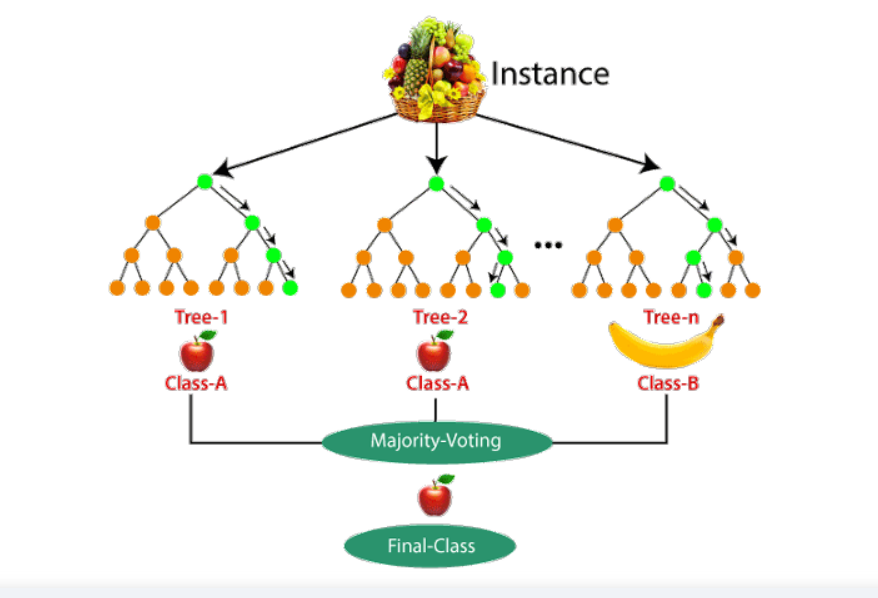 Instance
...
Tree-1
Tree-2
Tree-n
Class-A
Class-A
Class-B
Majority-Voting
Final-Class